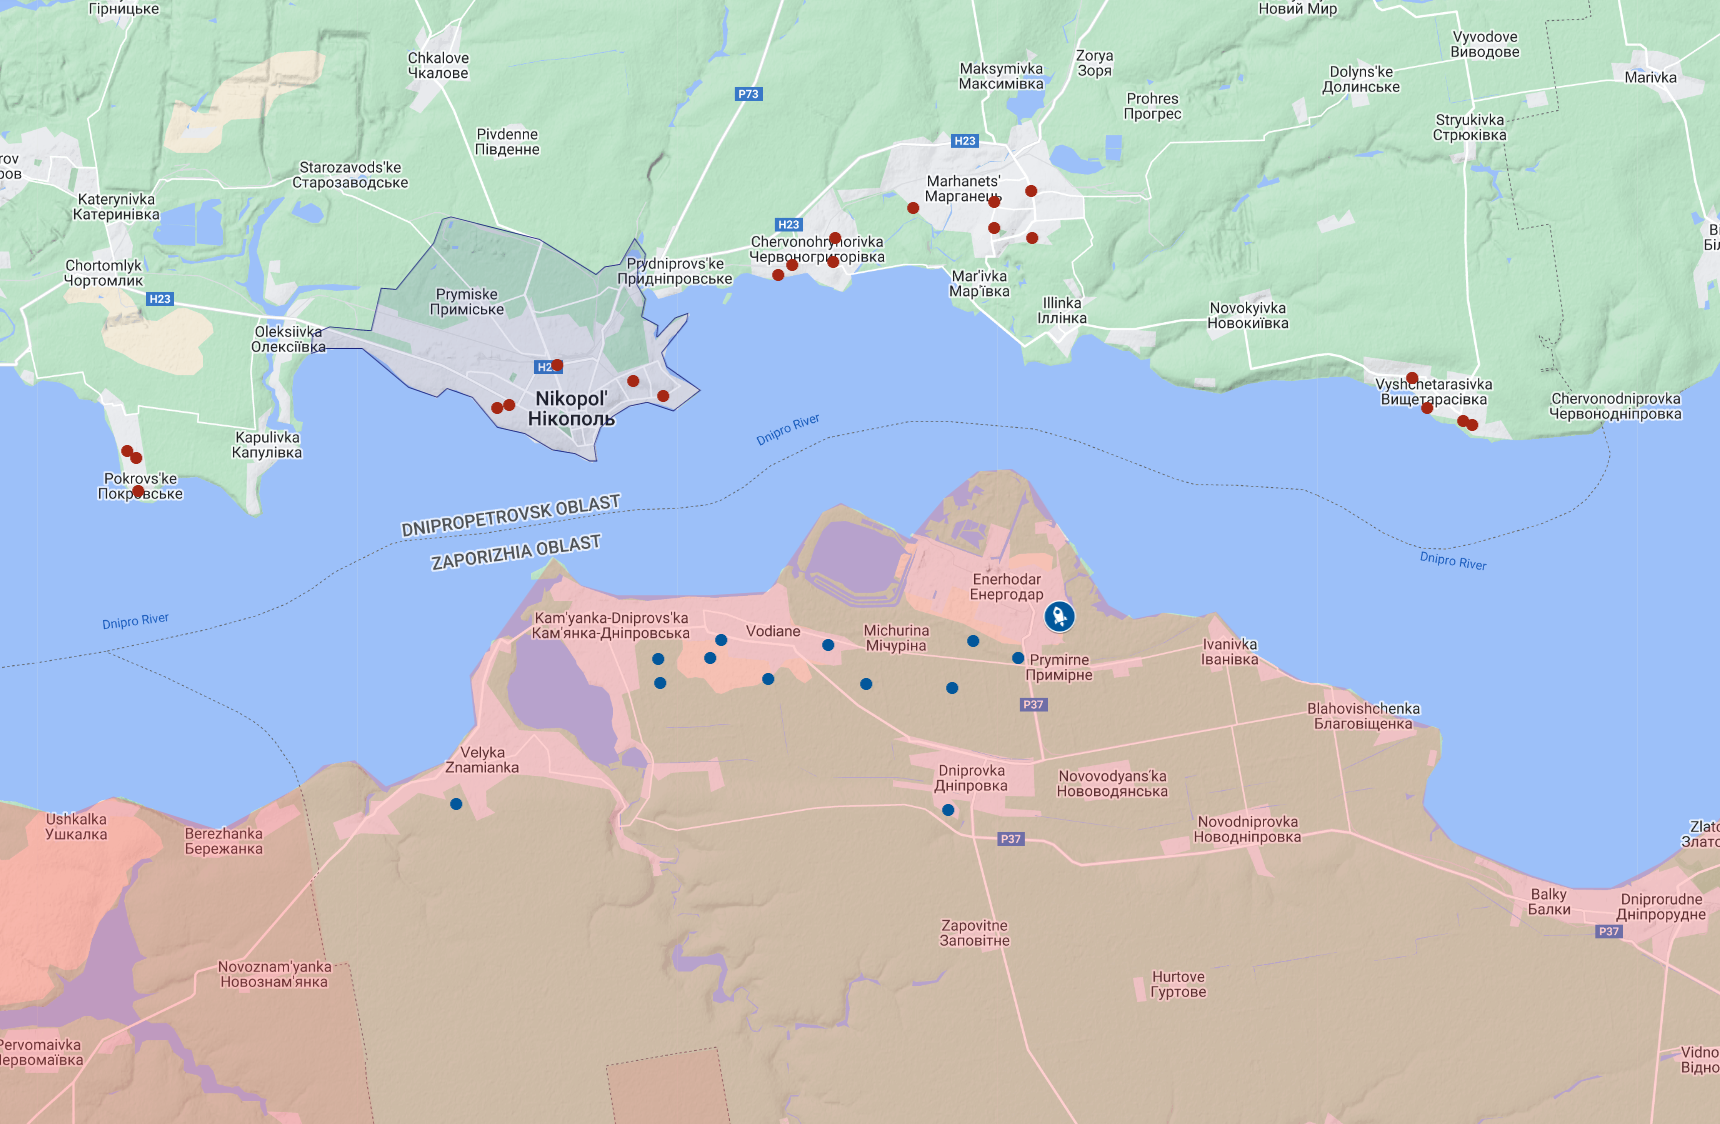 Гірницьке
Новий Мир
Chkalove
Чкалове
P73
Maksymivka
Максимівка
Zorya
Зоря
Vyvodove
Виводове
Dolyns'ke
Долинське
Marivka
Prohres
Прогрес
Stryukivka
Стрюківка
Pivdenne
Південне
H23
rov
ров
Starozavods'ke
Старозаводське
Marhanets'
Марганець
Katerynivka
Катеринівка
H23
Chervonohryhorivka
Червоногригорівка
Chortomlyk
Чортомлик
H23
Prydniprovs'ke
Придніпровське
Mar'ivka
Мар'ївка
Prymiske
Приміське
Illinka
Іллінка
Novokyivka
Новокиївка
Oleksiivka
Олексіївка
Nikopol'
Нікополь
Vyshchetarasivka
Вищетарасівка
Chervonodniprovka
Червонодніпровка
Dnipro River
Kapulivka
Капулівка
Pokrovs'ke
Покровське
DNIPROPETROVSK OBLAST
ZAPORIZHIA OBLAST
Dnipro River
Enerhodar
Енергодар
Dnipro River
Kam'yanka-Dniprovs'ka
Кам'янка-Дніпровська
Vodiane
Michurina
Мічуріна
Prymirne
Примірне
Ivanivka
Іванівка
P37
Blahovishchenka
Благовіщенка
Velyka
Znamianka
Dniprovka
Дніпровка
Novovodyans'ka
Нововодянська
Ushkalka
Ушкалка
Berezhanka
Бережанка
P37
Novodniprovka
Новодніпровка
Zlato
Злато
Balky
Балки
Dniprorudne
Дніпрорудне
P37
Zapovitne
Заповітне
Novoznam'yanka
Новознам'янка
Hurtove
Гуртове
Pervomaivka
Первомаївка
Vidno
Відно